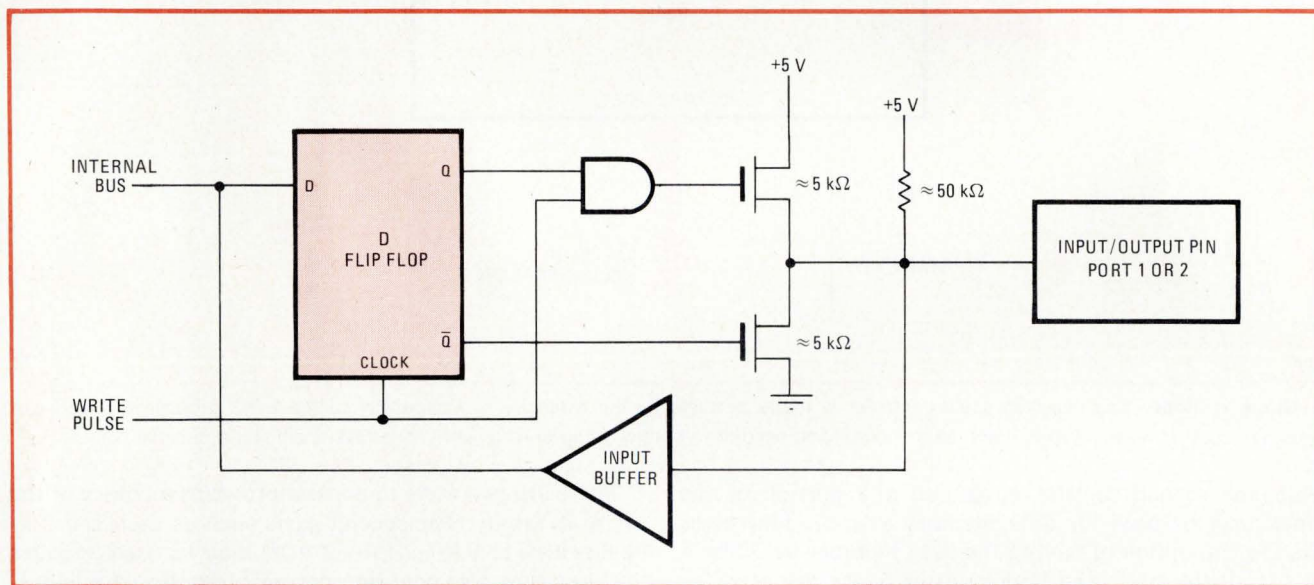 +5 V
+5 V
INTERNAL
BUS
D
Q
≈ 5 kΩ
≈ 50 kΩ
D
FLIP FLOP
INPUT/OUTPUT PIN
PORT 1 OR 2
Q̅
≈ 5 kΩ
CLOCK
WRITE
PULSE
INPUT
BUFFER